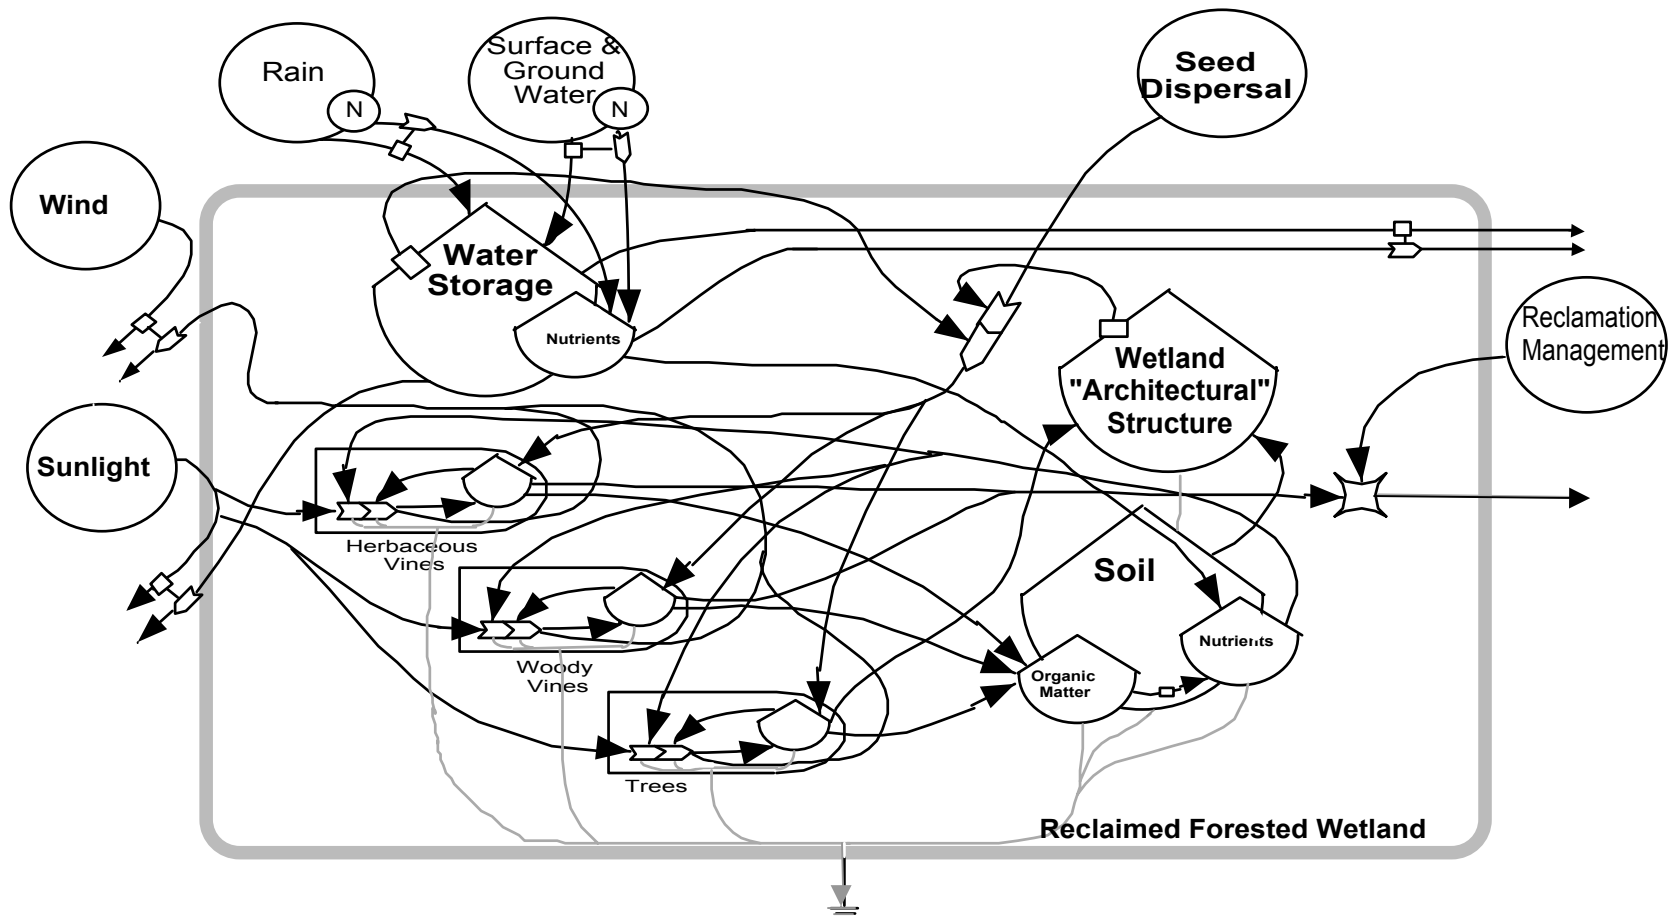 Rain
N
Surface &
Ground
Water
N
Seed
Dispersal
Wind
Water
Storage
Nutrients
Wetland
"Architectural"
Structure
Reclamation
Management
Sunlight
Herbaceous
Vines
Soil
Woody
Vines
Organic
Matter
Nutrients
Trees
Reclaimed Forested Wetland